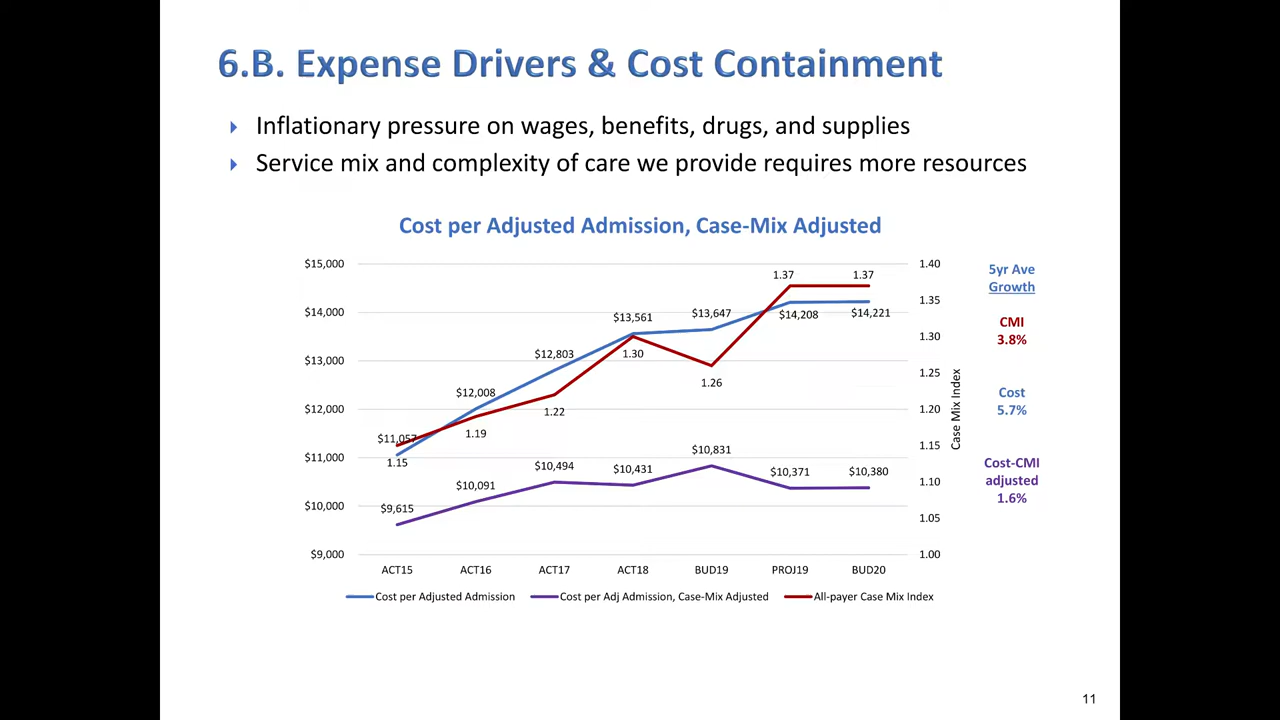 6.B. Expense Drivers & Cost Containment
Inflationary pressure on wages, benefits, drugs, and supplies
Service mix and complexity of care we provide requires more resources
Cost per Adjusted Admission, Case-Mix Adjusted
$15,000
$14,000
$13,000
$12,000
$11,000
$10,000
$9,000
$11,057
$12,008
$12,803
$13,561
$13,647
$14,208
$14,221
1.15
1.19
1.22
1.30
1.26
1.37
1.37
$9,615
$10,091
$10,494
$10,431
$10,831
$10,371
$10,380
1.40
1.35
1.30
1.25
1.20
1.15
1.10
1.05
1.00
Case Mix Index
ACT15
ACT16
ACT17
ACT18
BUD19
PROJ19
BUD20
Cost per Adjusted Admission
Cost per Adj Admission, Case-Mix Adjusted
All-payer Case Mix Index
5yr Ave
Growth
CMI
3.8%
Cost
5.7%
Cost-CMI
adjusted
1.6%
11